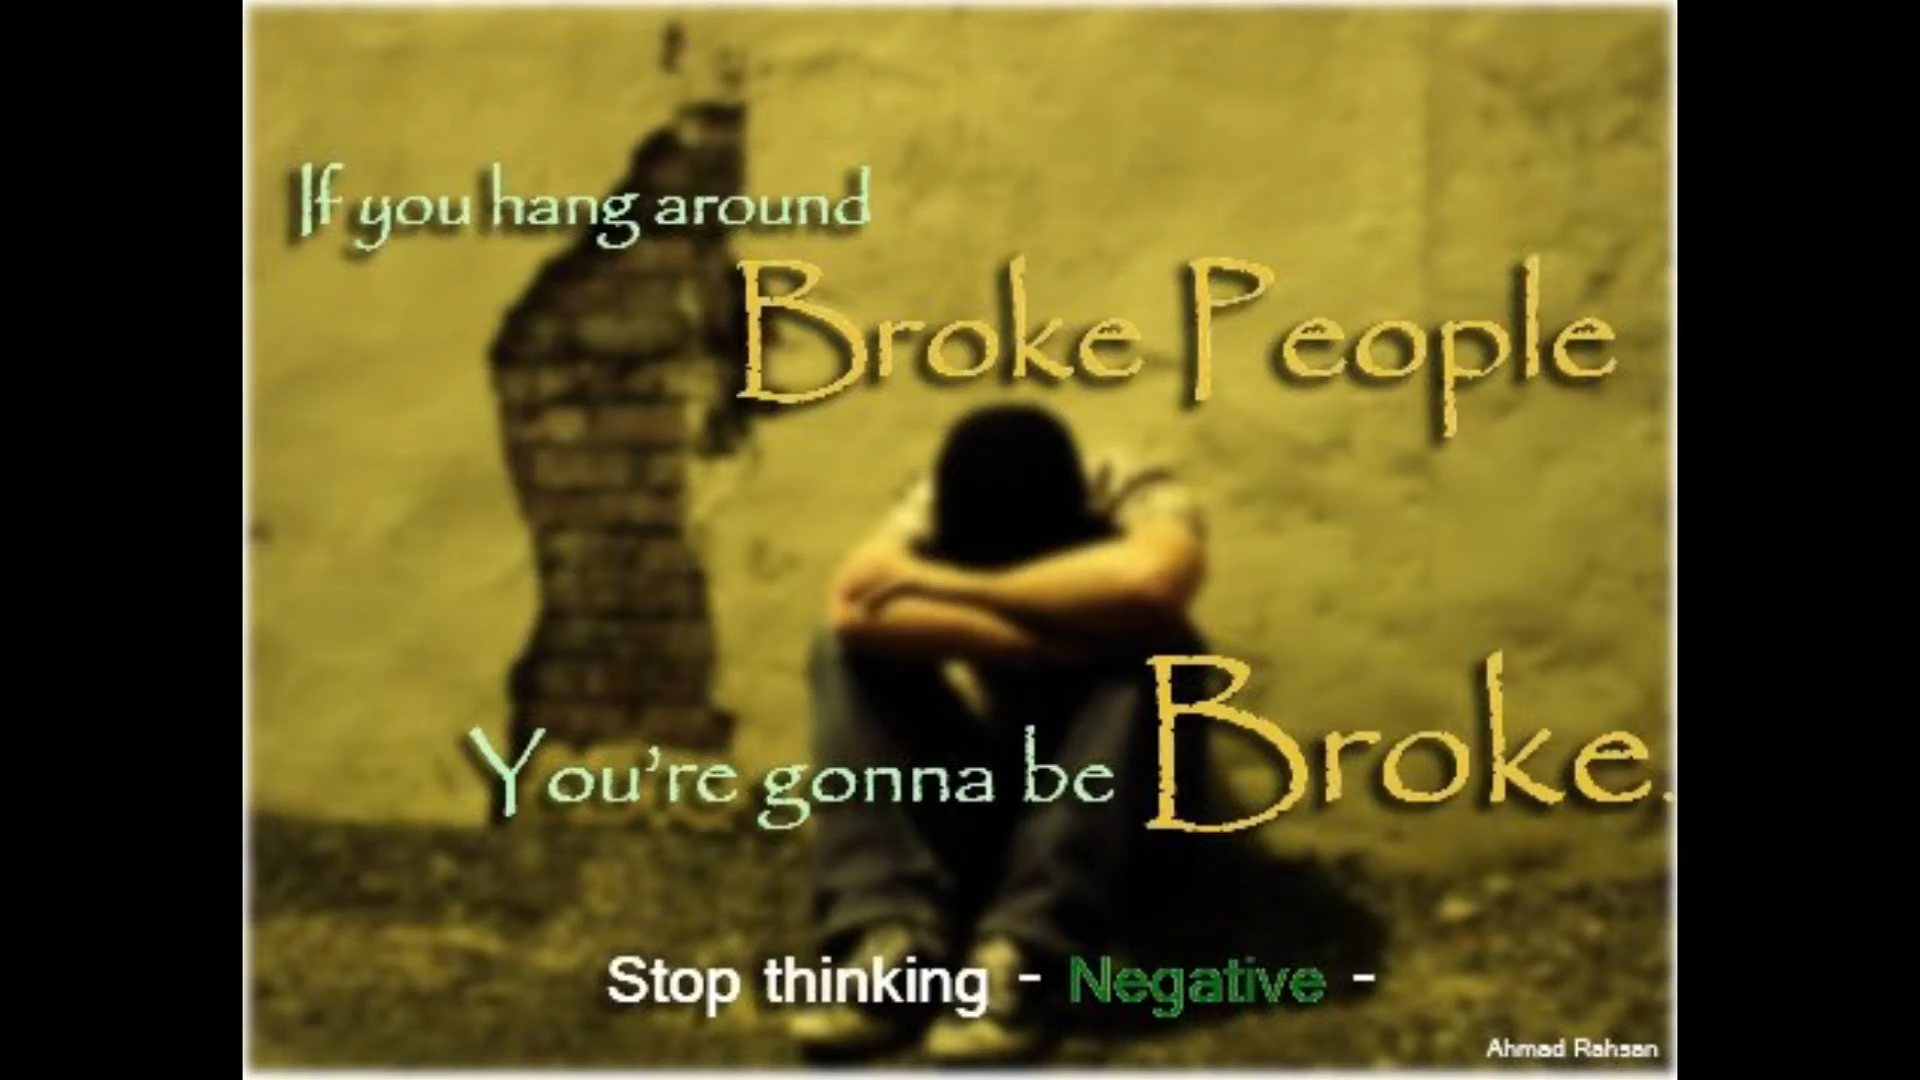 If you hang around
Broke People
You're gonna be Broke.
Stop thinking - Negative -
Ahmad Rahsan